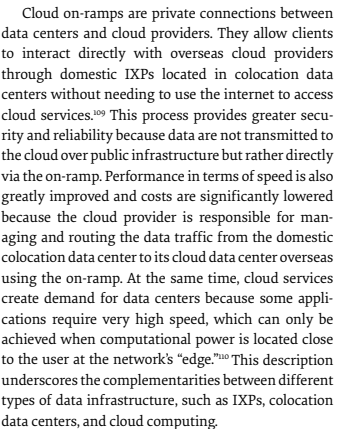 Cloud on-ramps are private connections between
data centers and cloud providers. They allow clients
to interact directly with overseas cloud providers
through domestic IXPs located in colocation data
centers without needing to use the internet to access
cloud services.¹⁰⁹ This process provides greater secu-
rity and reliability because data are not transmitted to
the cloud over public infrastructure but rather directly
via the on-ramp. Performance in terms of speed is also
greatly improved and costs are significantly lowered
because the cloud provider is responsible for man-
aging and routing the data traffic from the domestic
colocation data center to its cloud data center overseas
using the on-ramp. At the same time, cloud services
create demand for data centers because some appli-
cations require very high speed, which can only be
achieved when computational power is located close
to the user at the network’s “edge.”¹¹⁰ This description
underscores the complementarities between different
types of data infrastructure, such as IXPs, colocation
data centers, and cloud computing.